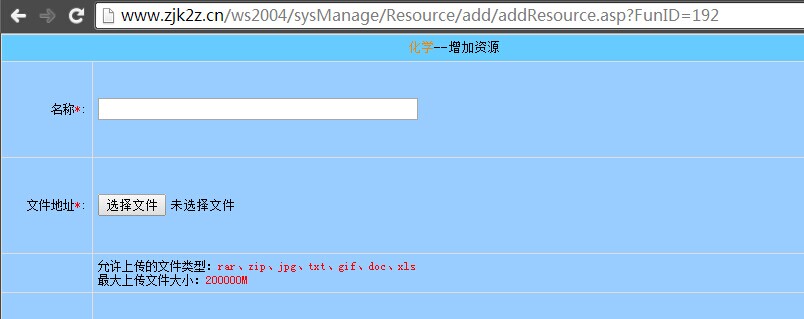 www.zjk2z.cn/ws2004/sysManage/Resource/add/addResource.asp?FunID=192
化学--增加资源
名称*:
文件地址*: 选择文件 未选择文件
允许上传的文件类型：rar、zip、jpg、txt、gif、doc、xls
最大上传文件大小：200000M